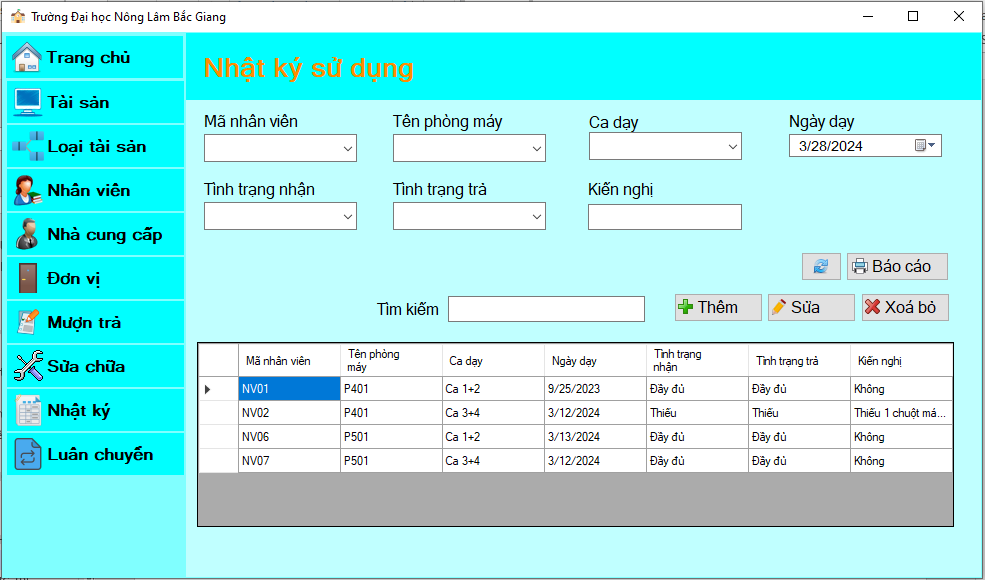 Trường Đại học Nông Lâm Bắc Giang
Trang chủ
Tài sản
Loại tài sản
Nhân viên
Nhà cung cấp
Đơn vị
Mượn trả
Sửa chữa
Nhật ký
Luân chuyển
Nhật ký sử dụng
Mã nhân viên
Tên phòng máy
Ca dạy
Ngày dạy
3/28/2024
Tình trạng nhận
Tình trạng trả
Kiến nghị
Báo cáo
Tìm kiếm
Thêm
Sửa
Xoá bỏ
Mã nhân viên Tên phòng máy Ca dạy Ngày dạy Tình trạng nhận Tình trạng trả Kiến nghị
NV01 P401 Ca 1+2 9/25/2023 Đầy đủ Đầy đủ Không
NV02 P401 Ca 3+4 3/12/2024 Thiếu Thiếu Thiếu 1 chuột má...
NV06 P501 Ca 1+2 3/13/2024 Đầy đủ Đầy đủ Không
NV07 P501 Ca 3+4 3/12/2024 Đầy đủ Đầy đủ Không